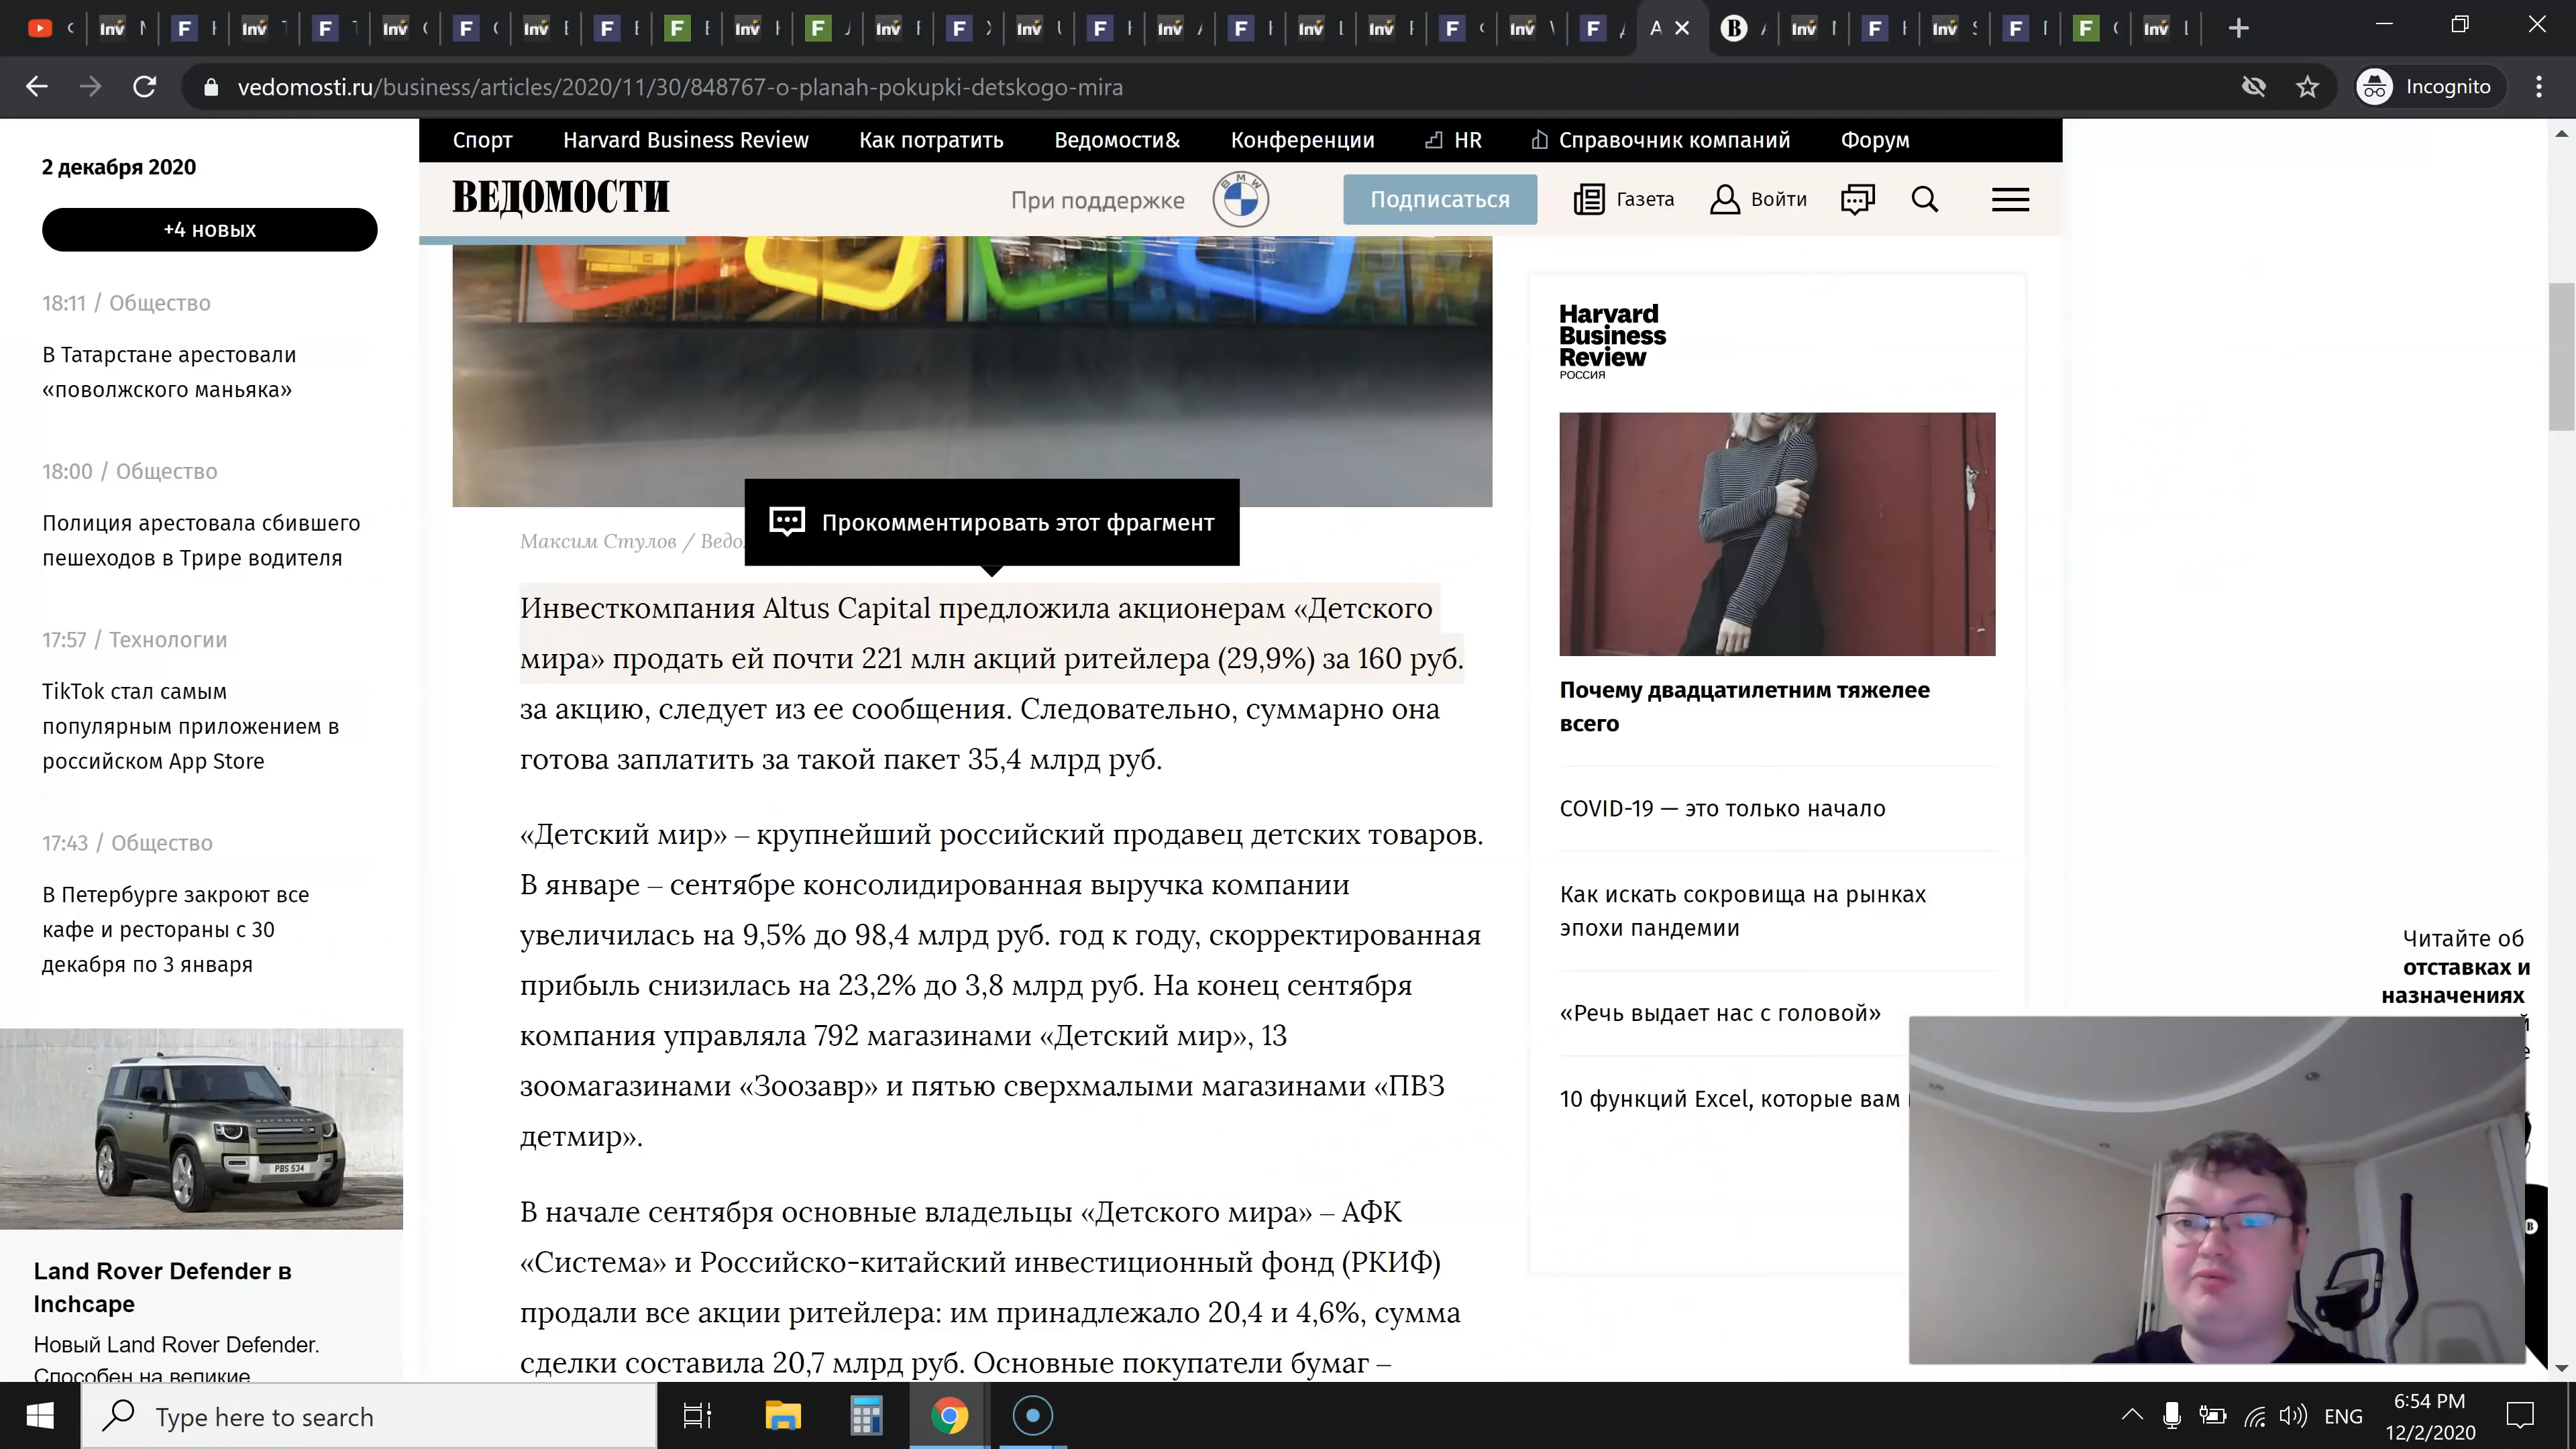 vedomosti.ru/business/articles/2020/11/30/848767-o-planah-pokupki-detskogo-mira
Incognito
Спорт
Harvard Business Review
Как потратить
Ведомости&
Конференции
HR
Справочник компаний
Форум
ВЕДОМОСТИ
При поддержке
BMW
Подписаться
Газета
Войти
2 декабря 2020
+4 новых
18:11 / Общество
В Татарстане арестовали
«поволжского маньяка»
18:00 / Общество
Полиция арестовала сбившего
пешеходов в Трире водителя
17:57 / Технологии
TikTok стал самым
популярным приложением в
российском App Store
17:43 / Общество
В Петербурге закроют все
кафе и рестораны с 30
декабря по 3 января
DEFENDER
PBS 534
Land Rover Defender в
Inchcape
Новый Land Rover Defender.
Способен на великие
Максим Стулов /
Прокомментировать этот фрагмент
Инвесткомпания Altus Capital предложила акционерам «Детского
мира» продать ей почти 221 млн акций ритейлера (29,9%) за 160 руб.
за акцию, следует из ее сообщения. Следовательно, суммарно она
готова заплатить за такой пакет 35,4 млрд руб.
«Детский мир» – крупнейший российский продавец детских товаров.
В январе – сентябре консолидированная выручка компании
увеличилась на 9,5% до 98,4 млрд руб. год к году, скорректированная
прибыль снизилась на 23,2% до 3,8 млрд руб. На конец сентября
компания управляла 792 магазинами «Детский мир», 13
зоомагазинами «Зоозавр» и пятью сверхмалыми магазинами «ПВЗ
детмир».
В начале сентября основные владельцы «Детского мира» – АФК
«Система» и Российско-китайский инвестиционный фонд (РКИФ)
продали все акции ритейлера: им принадлежало 20,4 и 4,6%, сумма
сделки составила 20,7 млрд руб. Основные покупатели бумаг –
Harvard
Business
Review
РОССИЯ
Почему двадцатилетним тяжелее
всего
COVID-19 — это только начало
Как искать сокровища на рынках
эпохи пандемии
«Речь выдает нас с головой»
10 функций Excel, которые вам
Читайте об
отставках и
назначениях
Type here to search
ENG
6:54 PM
12/2/2020